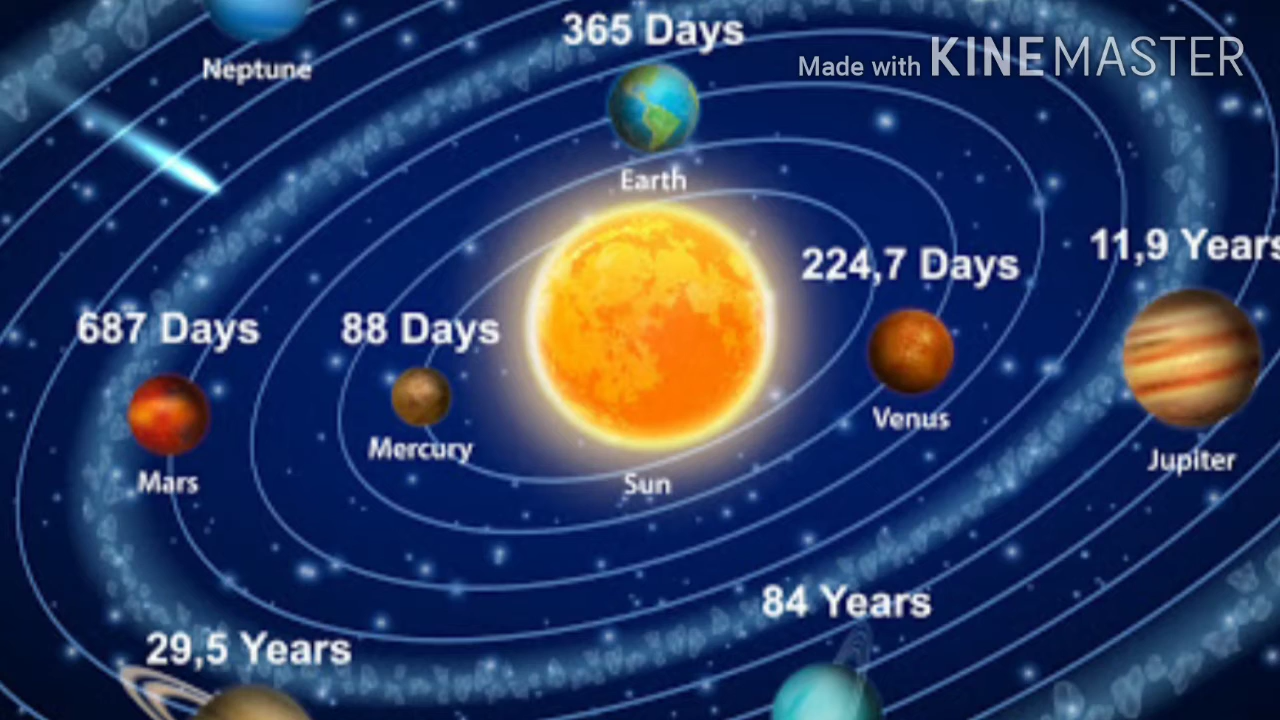 365 Days
Made with KINEMASTER
Neptune
Earth
11,9 Years
224,7 Days
687 Days
88 Days
Venus
Mercury
Jupiter
Mars
Sun
84 Years
29,5 Years